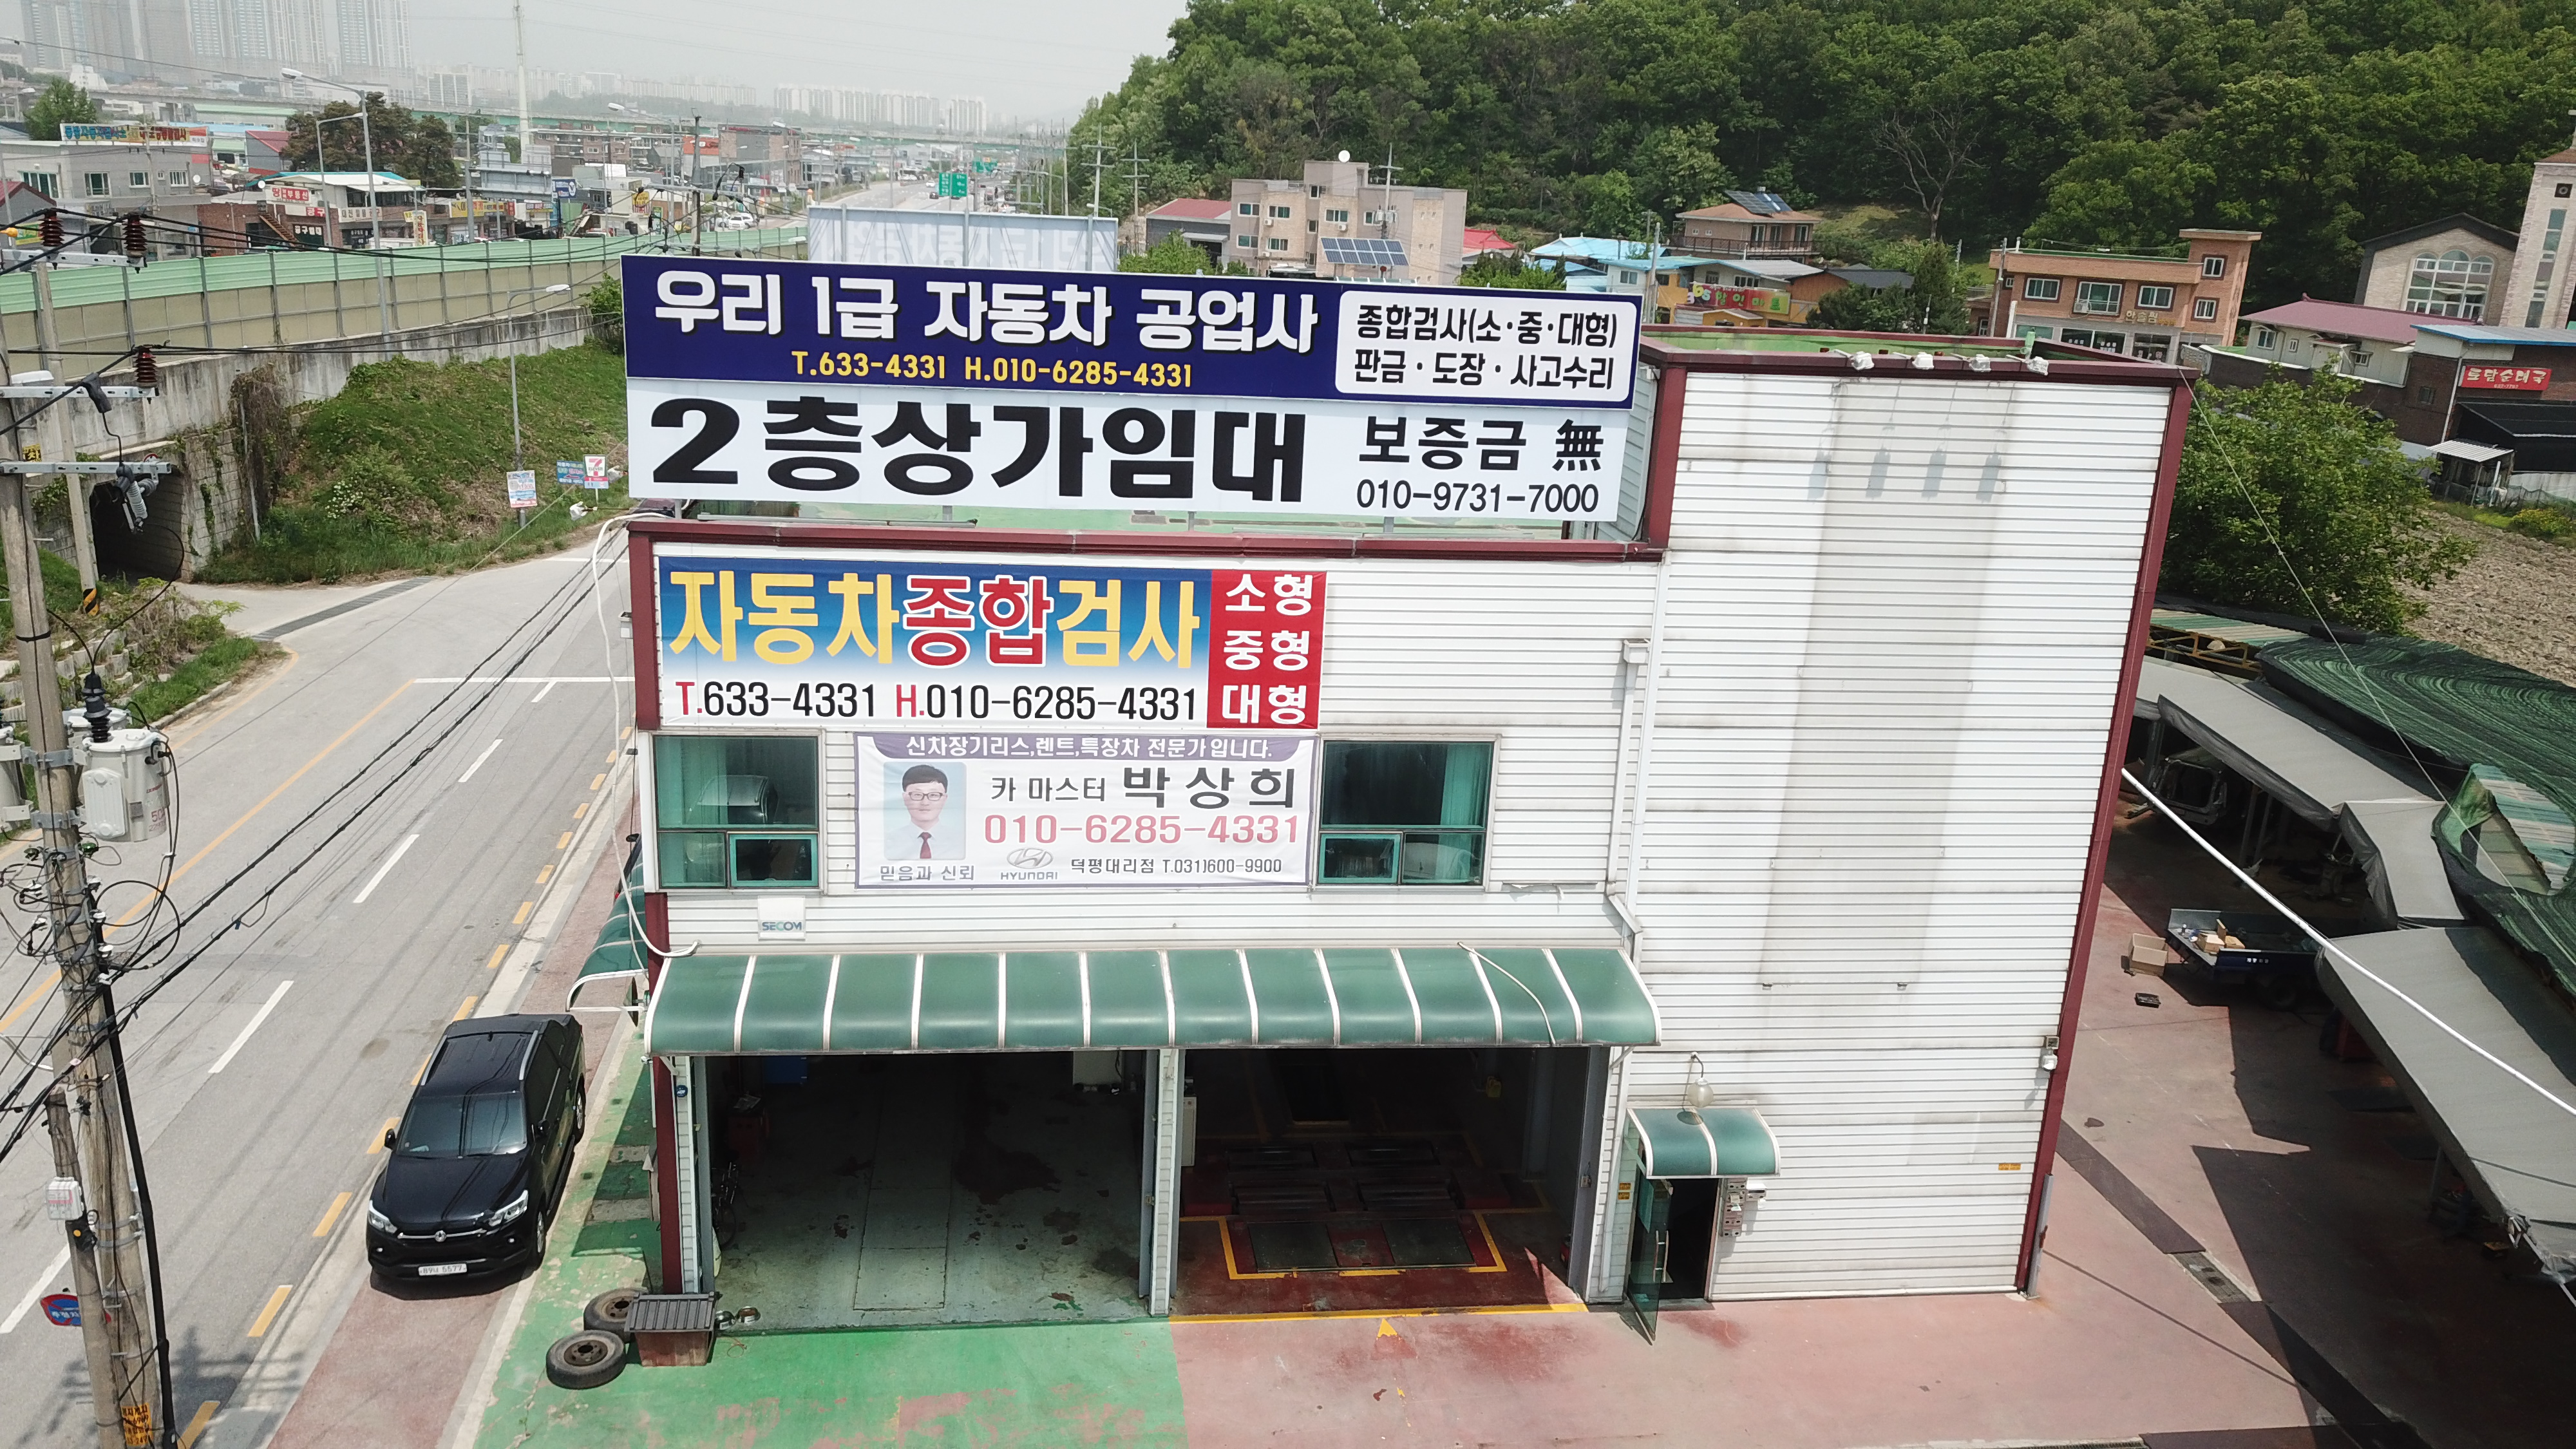 우리 1급 자동차 공업사
T.633-4331 H.010-6285-4331
종합검사(소·중·대형)
판금·도장·사고수리
2층상가임대
보증금 無
010-9731-7000
자동차종합검사
T.633-4331 H.010-6285-4331
소형
중형
대형
신차장기리스,렌트,특장차 전문가입니다.
카 마스터 박상희
010-6285-4331
믿음과 신뢰
HYUNDAI
덕평대리점 T.031)600-9900
SECOM
토담순대국